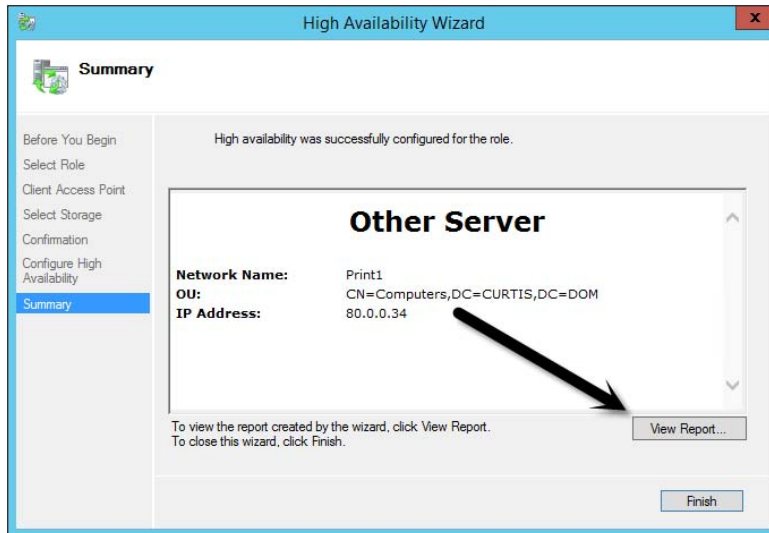 High Availability Wizard
x
Summary
Before You Begin
Select Role
Client Access Point
Select Storage
Confirmation
Configure High
Availability
Summary
High availability was successfully configured for the role.
Other Server
Network Name: Print1
OU: CN=Computers,DC=CURTIS,DC=DOM
IP Address: 80.0.0.34
To view the report created by the wizard, click View Report.
To close this wizard, click Finish.
View Report...
Finish